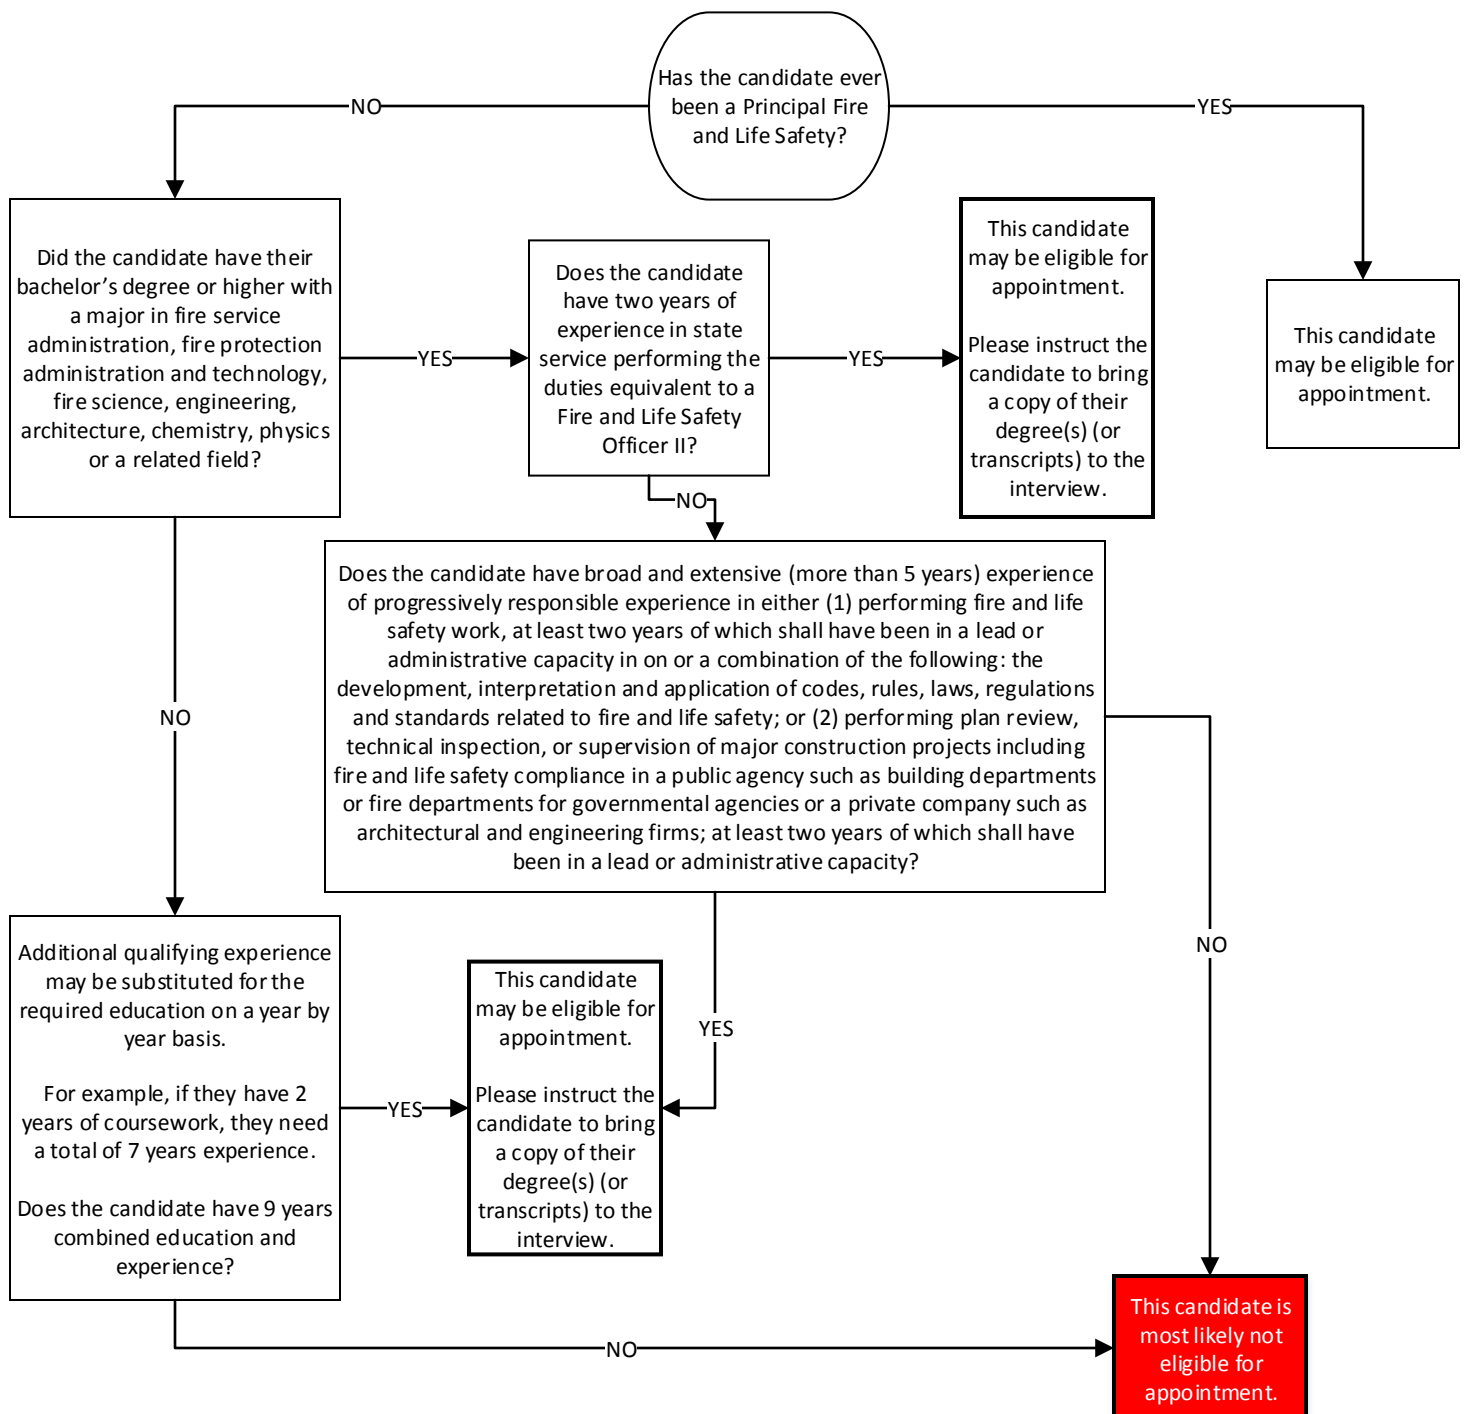 Has the candidate ever
been a Principal Fire
and Life Safety?
NO
YES
Did the candidate have their
bachelor’s degree or higher with
a major in fire service
administration, fire protection
administration and technology,
fire science, engineering,
architecture, chemistry, physics
or a related field?
YES
Does the candidate
have two years of
experience in state
service performing the
duties equivalent to a
Fire and Life Safety
Officer II?
YES
This candidate
may be eligible for
appointment.
Please instruct the
candidate to bring
a copy of their
degree(s) (or
transcripts) to the
interview.
This candidate
may be eligible for
appointment.
NO
Does the candidate have broad and extensive (more than 5 years) experience
of progressively responsible experience in either (1) performing fire and life
safety work, at least two years of which shall have been in a lead or
administrative capacity in on or a combination of the following: the
development, interpretation and application of codes, rules, laws, regulations
and standards related to fire and life safety; or (2) performing plan review,
technical inspection, or supervision of major construction projects including
fire and life safety compliance in a public agency such as building departments
or fire departments for governmental agencies or a private company such as
architectural and engineering firms; at least two years of which shall have
been in a lead or administrative capacity?
NO
NO
YES
Additional qualifying experience
may be substituted for the
required education on a year by
year basis.
For example, if they have 2
years of coursework, they need
a total of 7 years experience.
Does the candidate have 9 years
combined education and
experience?
YES
This candidate
may be eligible for
appointment.
Please instruct the
candidate to bring
a copy of their
degree(s) (or
transcripts) to the
interview.
NO
This candidate is
most likely not
eligible for
appointment.